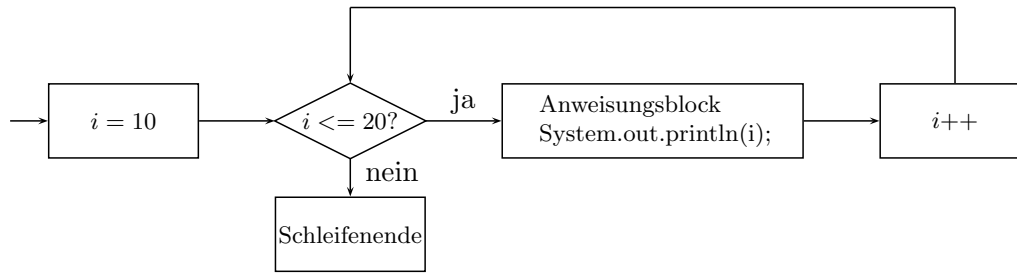 i = 10
i <= 20?
ja
Anweisungsblock
System.out.println(i);
i++
nein
Schleifenende